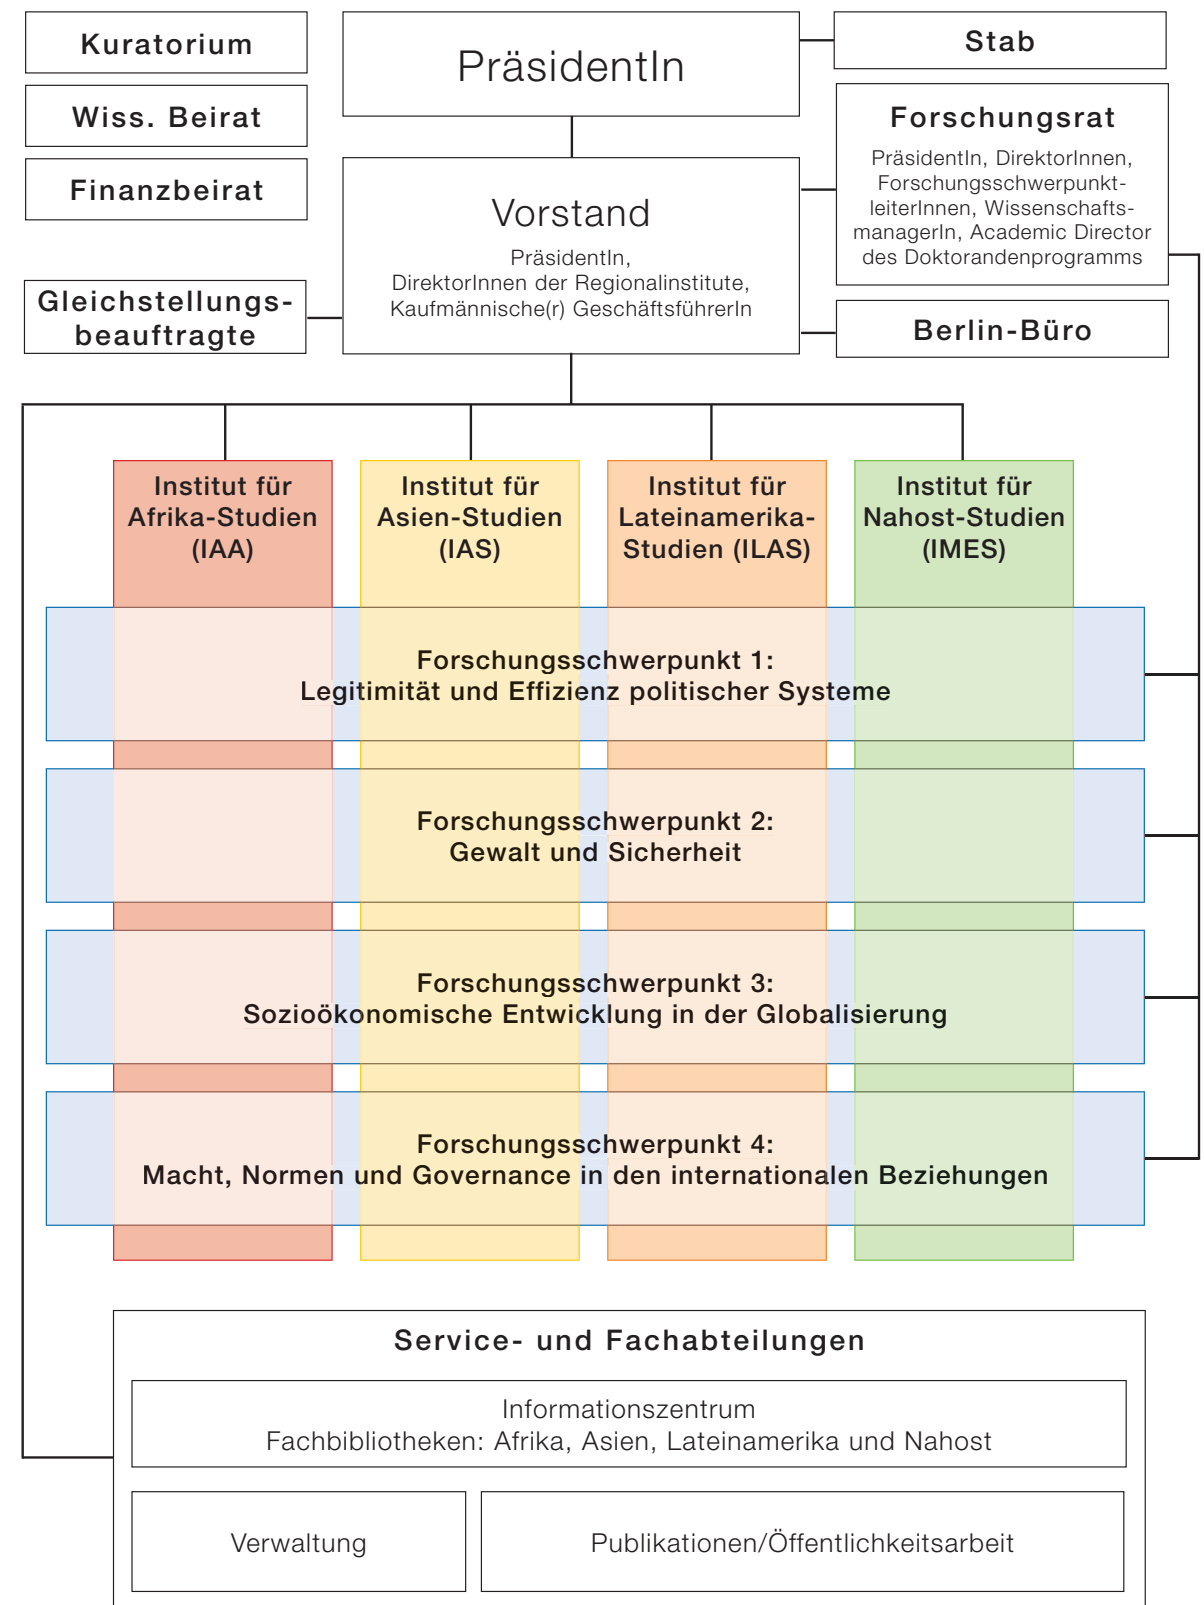 Kuratorium
Wiss. Beirat
Finanzbeirat
PräsidentIn
Stab
Forschungsrat
PräsidentIn, DirektorInnen,
Forschungsschwerpunkt-
leiterInnen, Wissenschafts-
managerIn, Academic Director
des Doktorandenprogramms
Vorstand
PräsidentIn,
DirektorInnen der Regionalinstitute,
Kaufmännische(r) GeschäftsführerIn
Gleichstellungs-
beauftragte
Berlin-Büro
Institut für
Afrika-Studien
(IAA)
Institut für
Asien-Studien
(IAS)
Institut für
Lateinamerika-
Studien (ILAS)
Institut für
Nahost-Studien
(IMES)
Forschungsschwerpunkt 1:
Legitimität und Effizienz politischer Systeme
Forschungsschwerpunkt 2:
Gewalt und Sicherheit
Forschungsschwerpunkt 3:
Sozioökonomische Entwicklung in der Globalisierung
Forschungsschwerpunkt 4:
Macht, Normen und Governance in den internationalen Beziehungen
Service- und Fachabteilungen
Informationszentrum
Fachbibliotheken: Afrika, Asien, Lateinamerika und Nahost
Verwaltung
Publikationen/Öffentlichkeitsarbeit